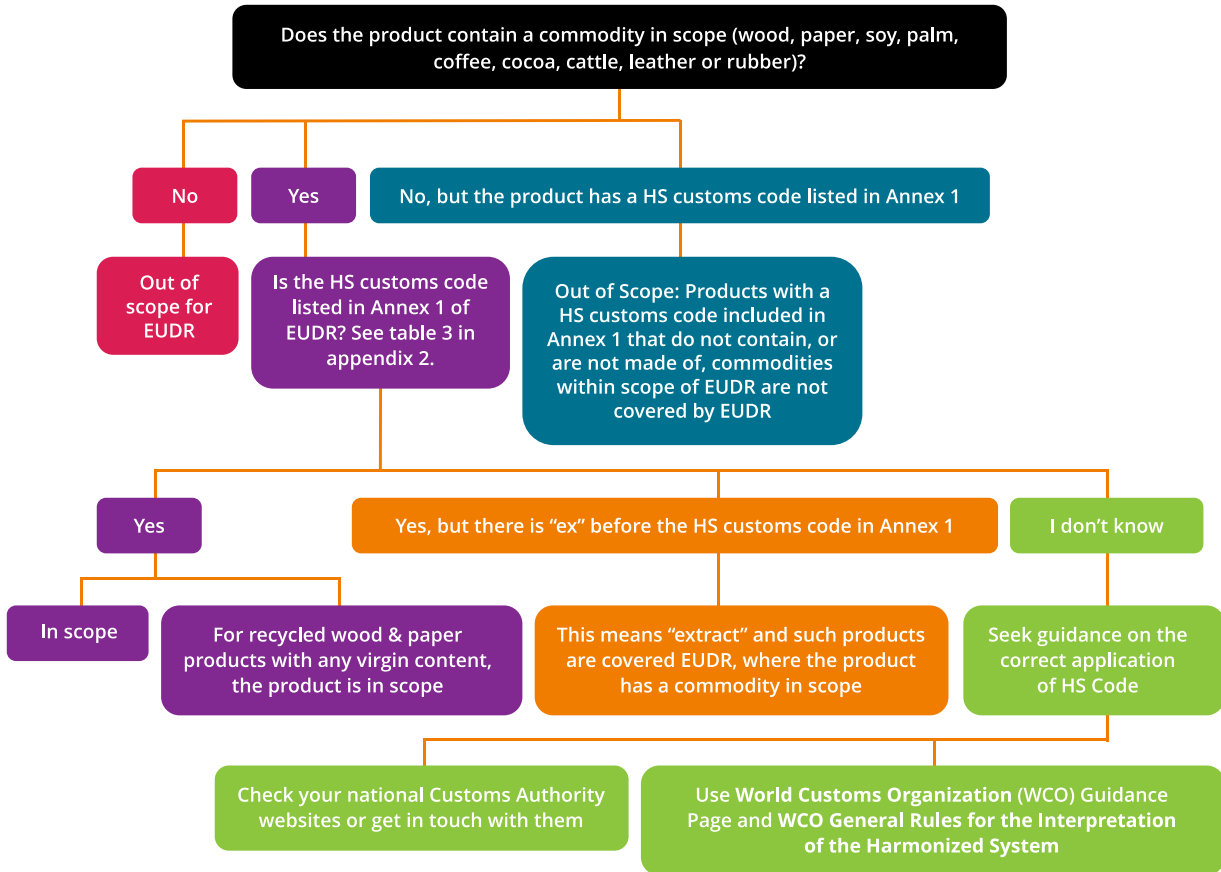 Does the product contain a commodity in scope (wood, paper, soy, palm,
coffee, cocoa, cattle, leather or rubber)?
No
Yes
No, but the product has a HS customs code listed in Annex 1
Out of
scope for
EUDR
Is the HS customs code
listed in Annex 1 of
EUDR? See table 3 in
appendix 2.
Out of Scope: Products with a
HS customs code included in
Annex 1 that do not contain, or
are not made of, commodities
within scope of EUDR are not
covered by EUDR
Yes
Yes, but there is “ex” before the HS customs code in Annex 1
I don’t know
In scope
For recycled wood & paper
products with any virgin content,
the product is in scope
This means “extract” and such products
are covered EUDR, where the product
has a commodity in scope
Seek guidance on the
correct application
of HS Code
Check your national Customs Authority
websites or get in touch with them
Use World Customs Organization (WCO) Guidance
Page and WCO General Rules for the Interpretation
of the Harmonized System